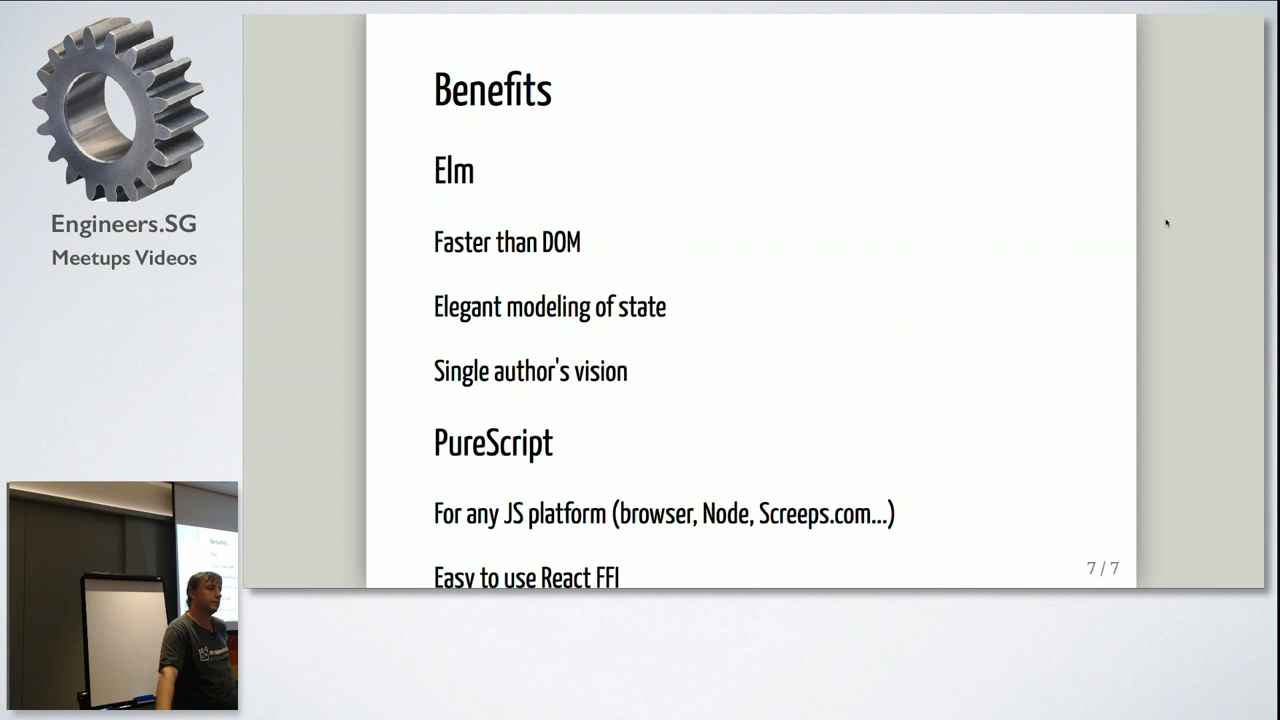 Engineers.SG
Meetups Videos
Benefits
Elm
Faster than DOM
Elegant modeling of state
Single author's vision
PureScript
For any JS platform (browser, Node, Screeps.com...)
Easy to use React FFI
7 / 7
Benefits